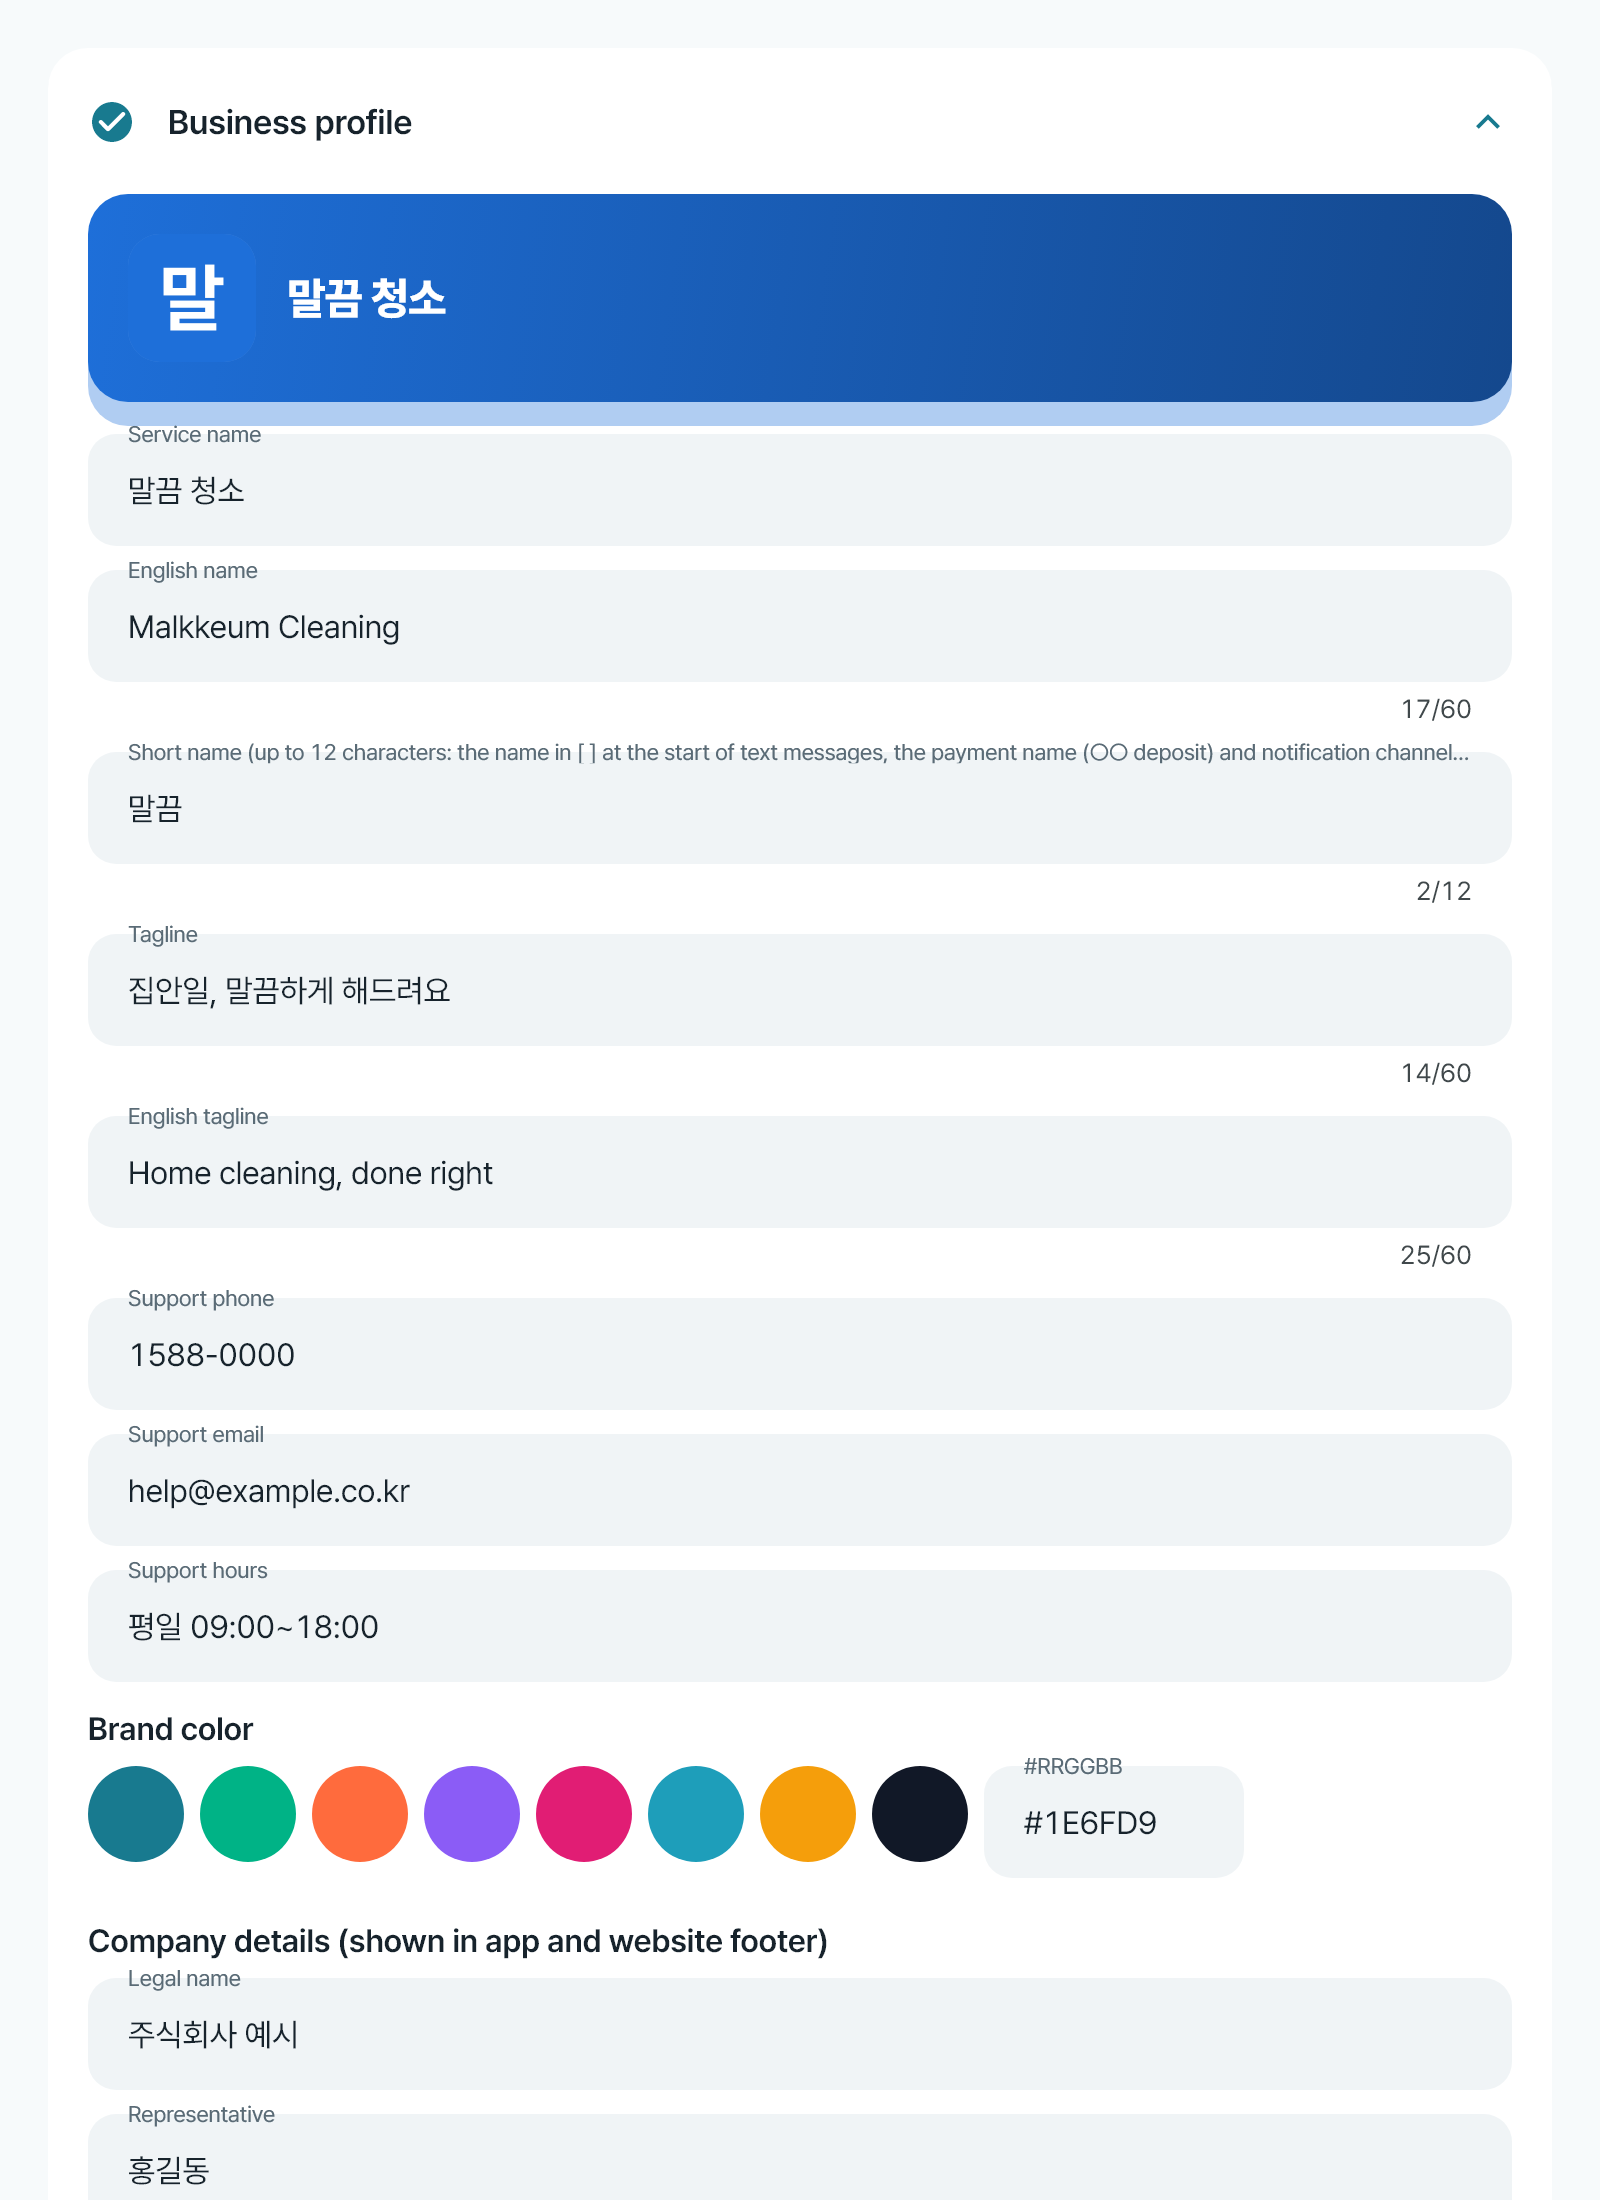 Business profile
말
말끔 청소
Service name
말끔 청소
English name
Malkkeum Cleaning
17/60
Short name (up to 12 characters: the name in [ ] at the start of text messages, the payment name (○○ deposit) and notification channel...
말끔
2/12
Tagline
집안일, 말끔하게 해드려요
14/60
English tagline
Home cleaning, done right
25/60
Support phone
1588-0000
Support email
help@example.co.kr
Support hours
평일 09:00~18:00
Brand color
#RRGGBB
#1E6FD9
Company details (shown in app and website footer)
Legal name
주식회사 예시
Representative
홍길동